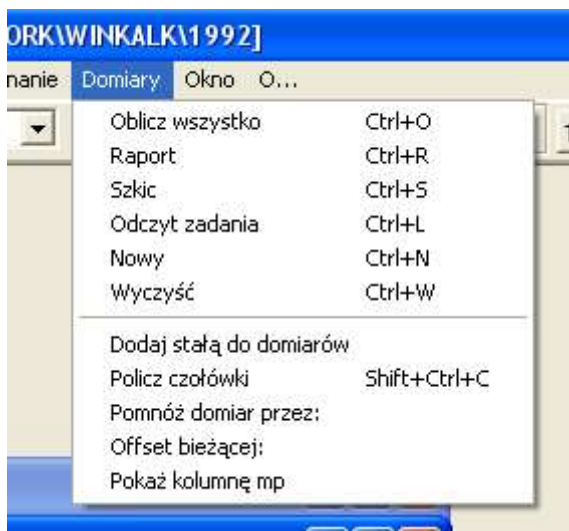 ORK\WINKALK\1992]
nanie Domiary Okno O...
Oblicz wszystko Ctrl+O
Raport Ctrl+R
Szkic Ctrl+S
Odczyt zadania Ctrl+L
Nowy Ctrl+N
Wyczyść Ctrl+W
Dodaj stałą do domiarów
Policz czołówki Shift+Ctrl+C
Pomnóż domiar przez:
Offset bieżącej:
Pokaż kolumnę mp